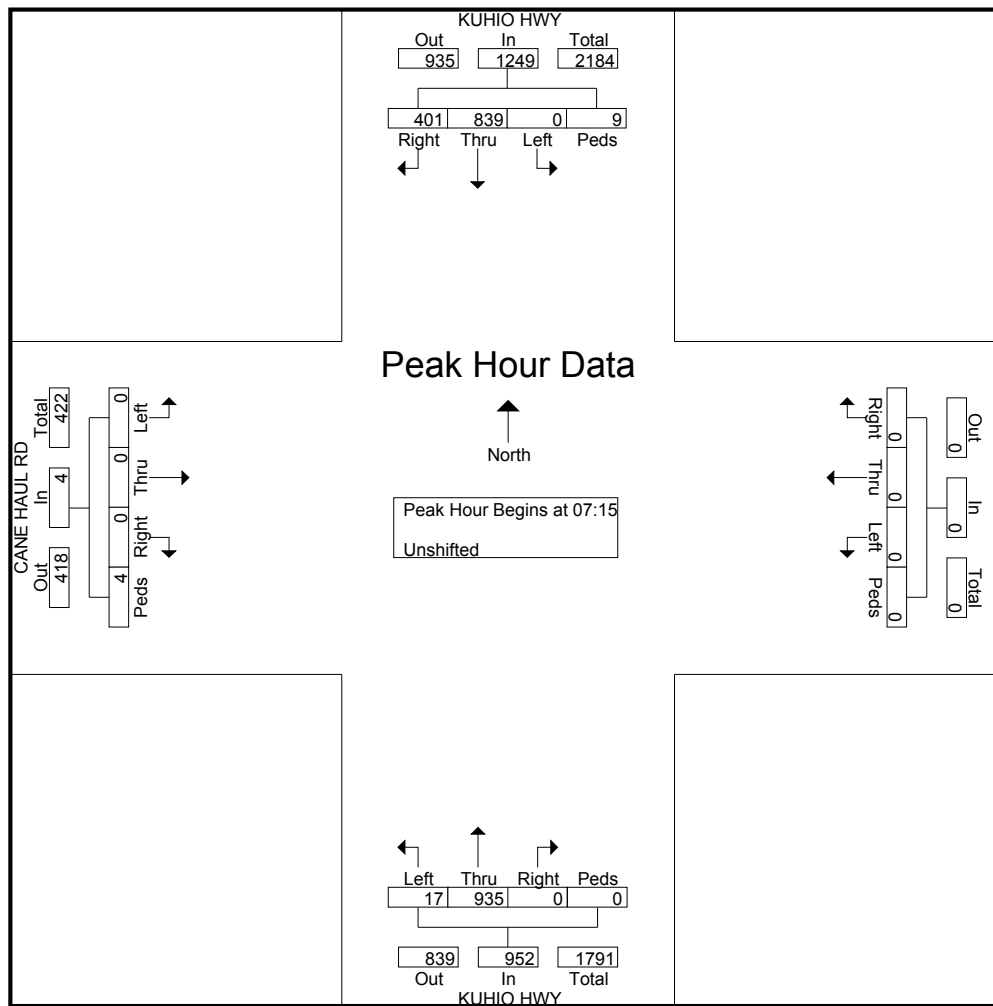 KUHIO HWY
Out In Total
935 1249 2184
401 839 0 9
Right Thru Left Peds
Peak Hour Data
North
Peak Hour Begins at 07:15
Unshifted
CANE HAUL RD
Out In Total
418 4 422
4 0 0 0
Peds Right Thru Left
Right Thru Left Peds
0 0 0 0
Out In Total
0 0 0
Left Thru Right Peds
17 935 0 0
839 952 1791
Out In Total
KUHIO HWY